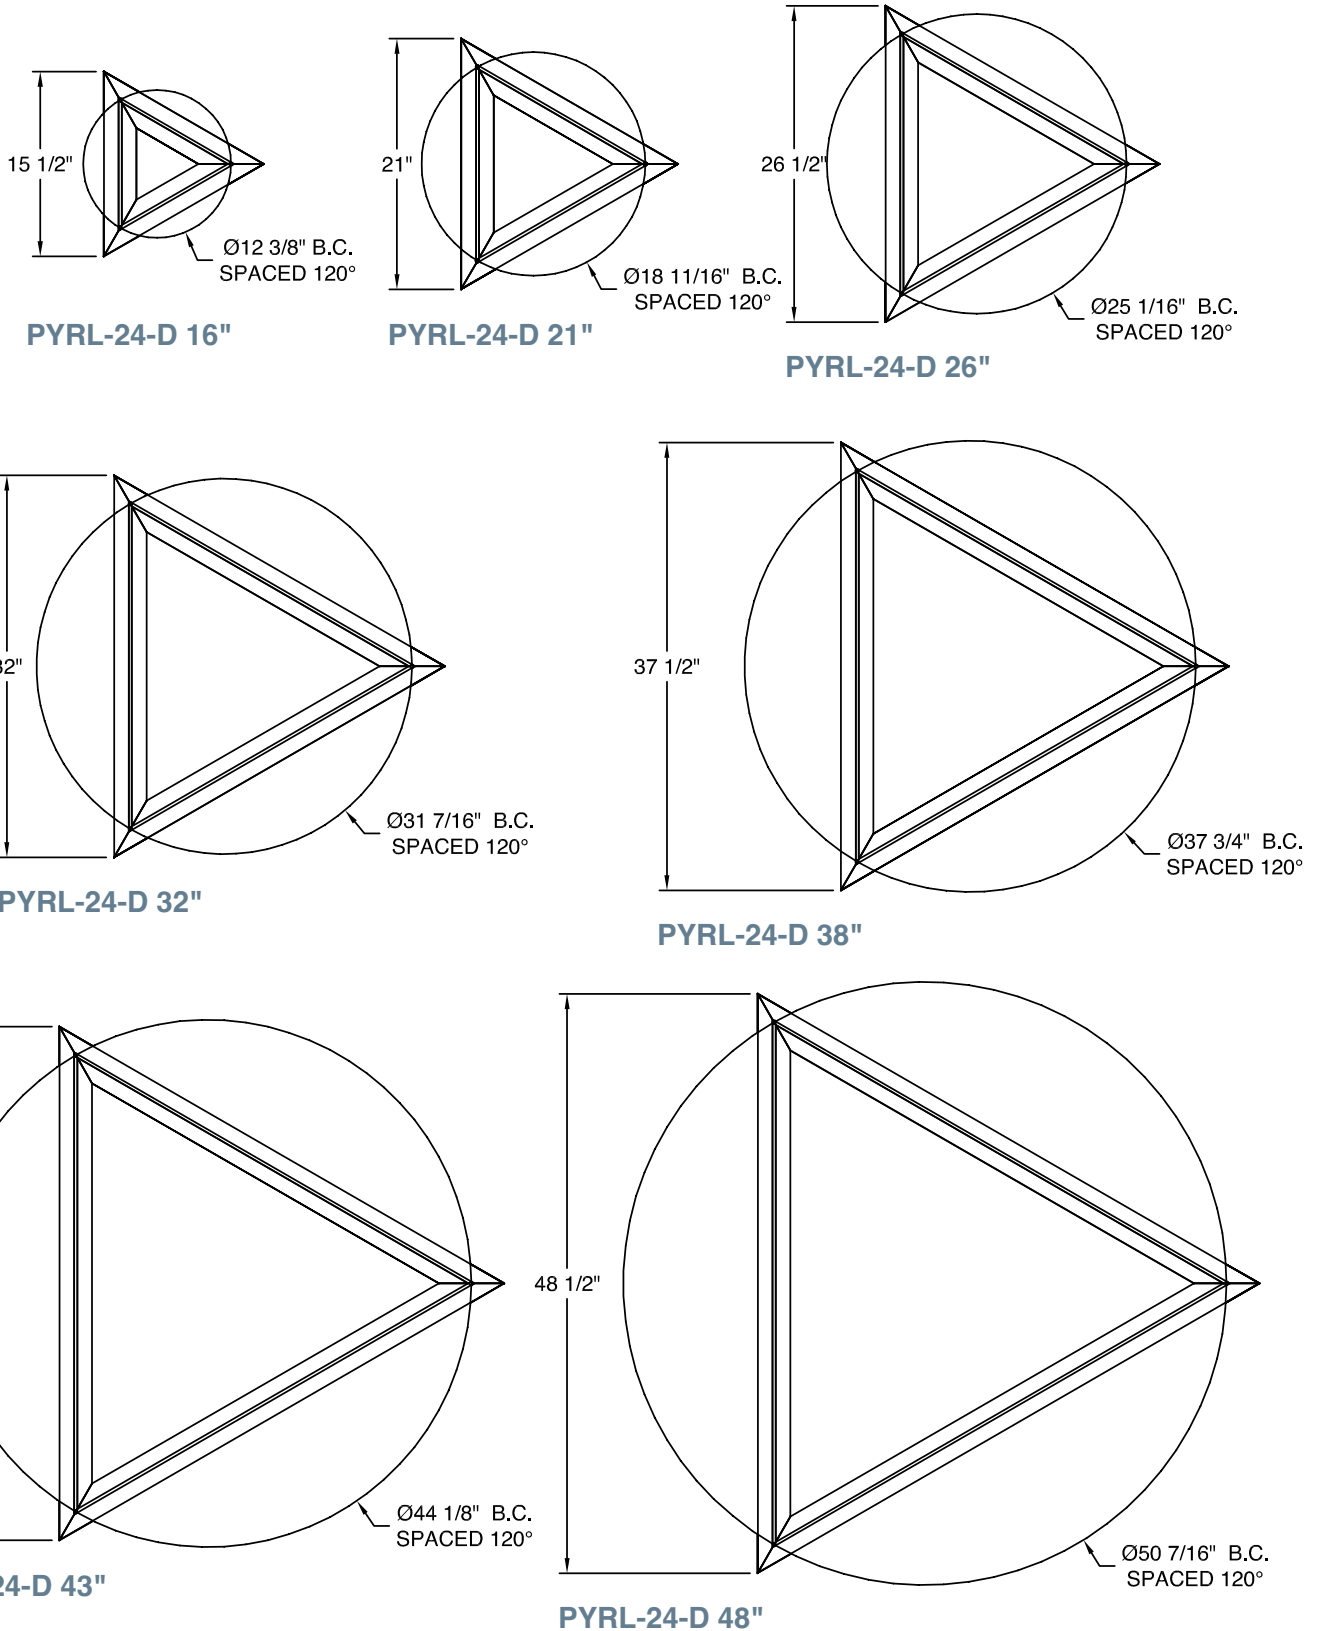 15 1/2"
Ø12 3/8" B.C.
SPACED 120°
PYRL-24-D 16"
21"
Ø18 11/16" B.C.
SPACED 120°
PYRL-24-D 21"
26 1/2"
Ø25 1/16" B.C.
SPACED 120°
PYRL-24-D 26"
32"
Ø31 7/16" B.C.
SPACED 120°
PYRL-24-D 32"
37 1/2"
Ø37 3/4" B.C.
SPACED 120°
PYRL-24-D 38"
Ø44 1/8" B.C.
SPACED 120°
24-D 43"
48 1/2"
Ø50 7/16" B.C.
SPACED 120°
PYRL-24-D 48"